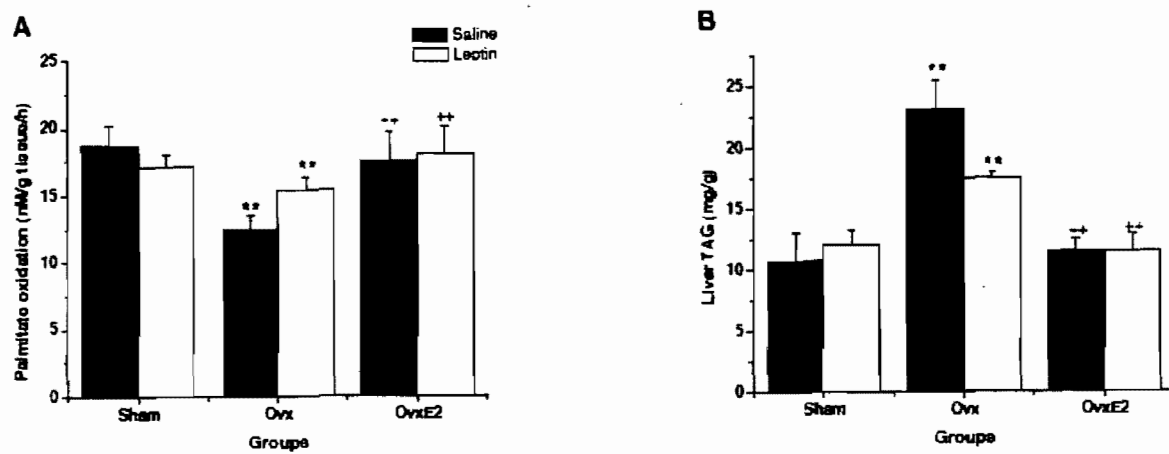 A
Saline
Leptin
Palmitato oxidation (nM/g tissue/h)
25
20
15
10
5
0
**
**
++
++
Sham
Ovx
OvxE2
Groups
B
Liver TAG (mg/g)
25
20
15
10
5
0
**
**
++
++
Sham
Ovx
OvxE2
Groups